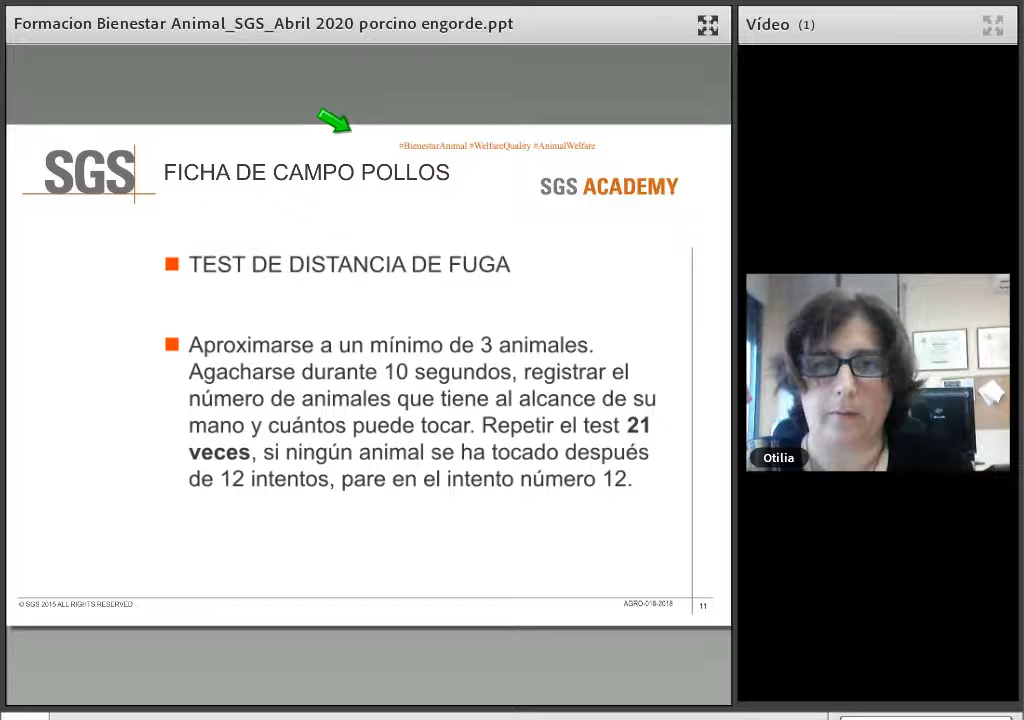 Formacion Bienestar Animal_SGS_Abril 2020 porcino engorde.ppt
Vídeo (1)
#BienestarAnimal #WelfareQuality #AnimalWelfare
SGS
FICHA DE CAMPO POLLOS
SGS ACADEMY
TEST DE DISTANCIA DE FUGA
Aproximarse a un mínimo de 3 animales.
Agacharse durante 10 segundos, registrar el
número de animales que tiene al alcance de su
mano y cuántos puede tocar. Repetir el test 21
veces, si ningún animal se ha tocado después
de 12 intentos, pare en el intento número 12.
Otilia
© SGS 2015 ALL RIGHTS RESERVED
AGRO-018-2018
11